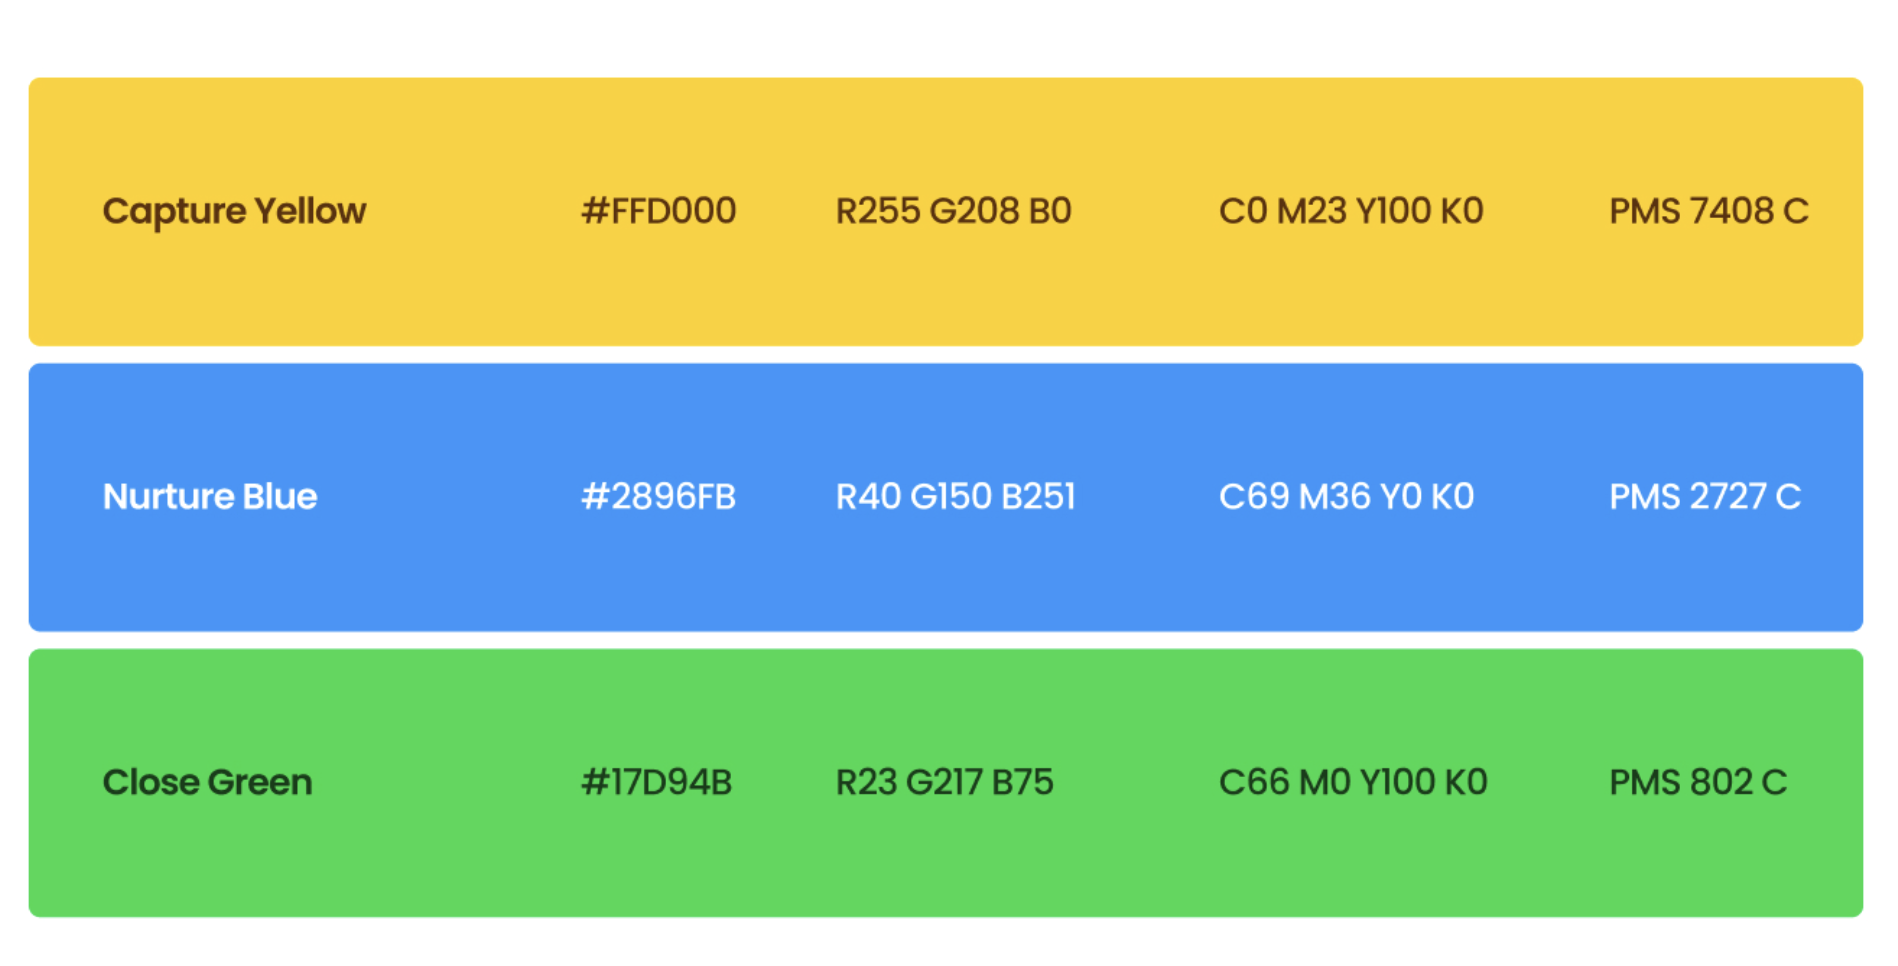 Capture Yellow #FFD000 R255 G208 B0 C0 M23 Y100 K0 PMS 7408 C
Nurture Blue #2896FB R40 G150 B251 C69 M36 Y0 K0 PMS 2727 C
Close Green #17D94B R23 G217 B75 C66 M0 Y100 K0 PMS 802 C